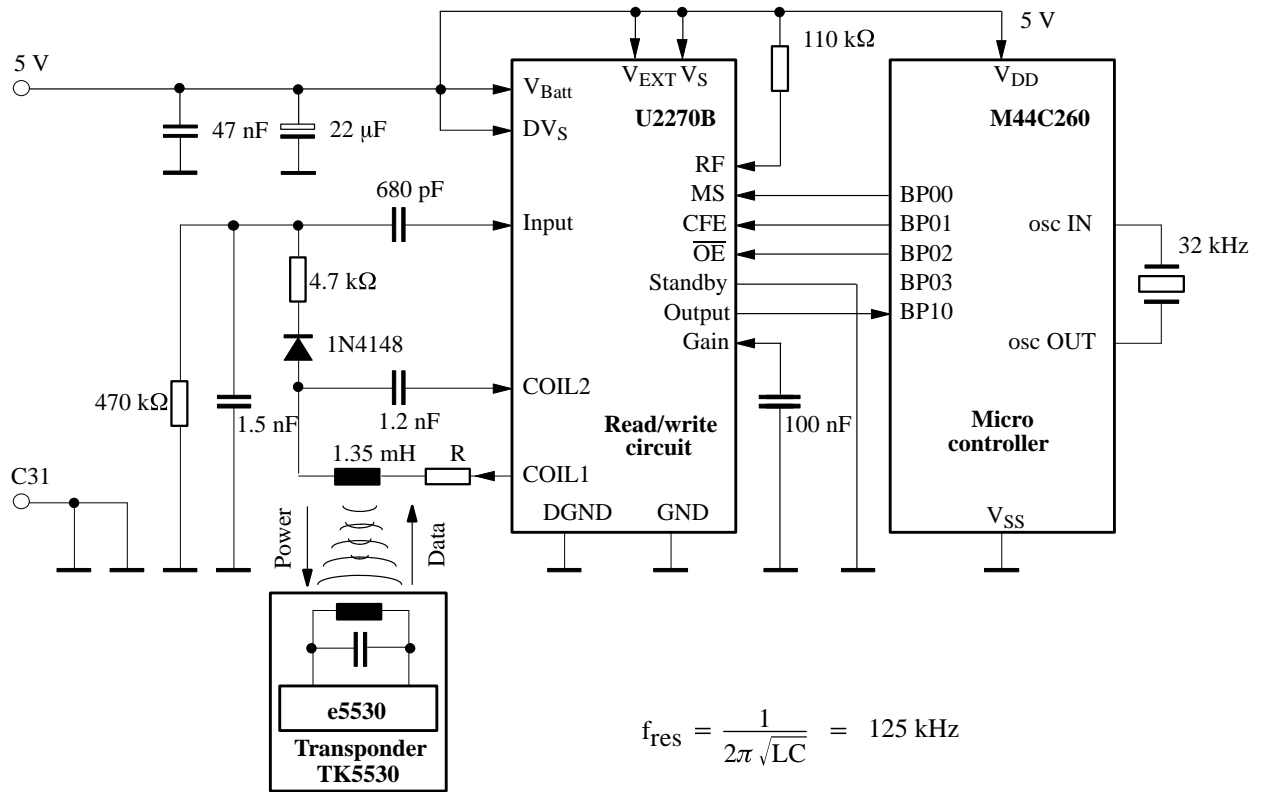 5 V
110 kΩ
5 V
V_EXT V_S
V_DD
V_Batt
U2270B
M44C260
47 nF
22 µF
DV_S
RF
680 pF
MS
BP00
Input
CFE
BP01
osc IN
OE
BP02
32 kHz
4.7 kΩ
Standby
BP03
Output
BP10
1N4148
Gain
osc OUT
COIL2
470 kΩ
1.5 nF
1.2 nF
100 nF
Read/write
circuit
Micro
controller
1.35 mH
R
COIL1
C31
DGND
GND
V_SS
Power
Data
e5530
Transponder
TK5530
f_res = 1 / 2π √LC = 125 kHz